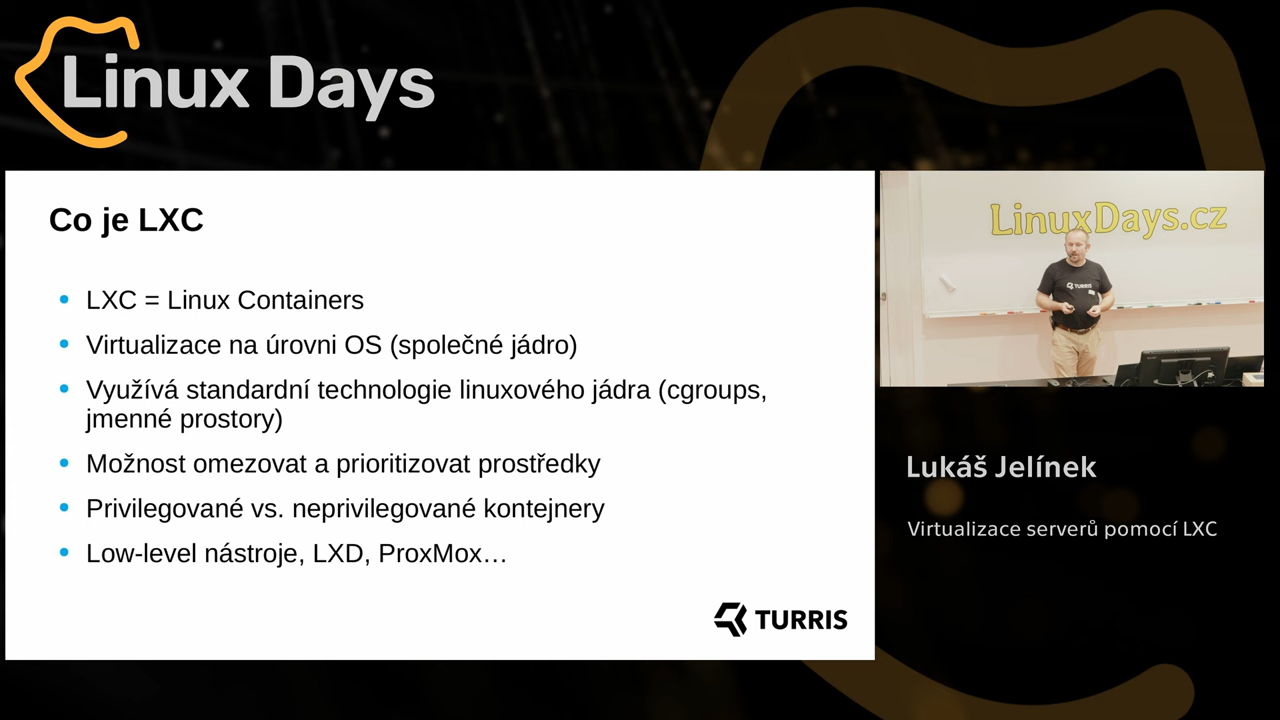 Linux Days
Co je LXC
LXC = Linux Containers
Virtualizace na úrovni OS (společné jádro)
Využívá standardní technologie linuxového jádra (cgroups,
jmenné prostory)
Možnost omezovat a prioritizovat prostředky
Privilegované vs. neprivilegované kontejnery
Low-level nástroje, LXD, ProxMox…
TURRIS
LinuxDays.cz
TURRIS
Lukáš Jelínek
Virtualizace serverů pomocí LXC